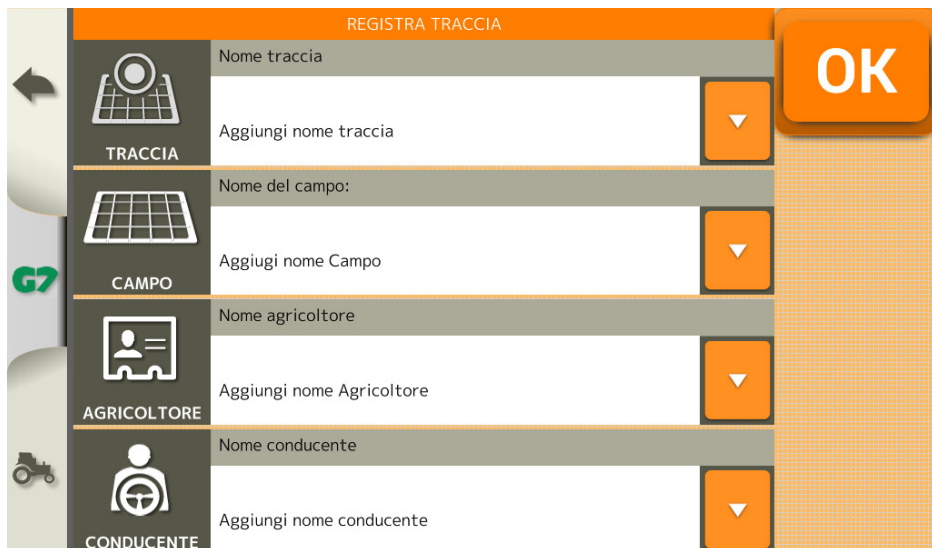 REGISTRA TRACCIA
OK
Nome traccia
Aggiungi nome traccia
TRACCIA
Nome del campo:
Aggiugi nome Campo
CAMPO
G7
Nome agricoltore
Aggiungi nome Agricoltore
AGRICOLTORE
Nome conducente
Aggiungi nome conducente
CONDUCENTE